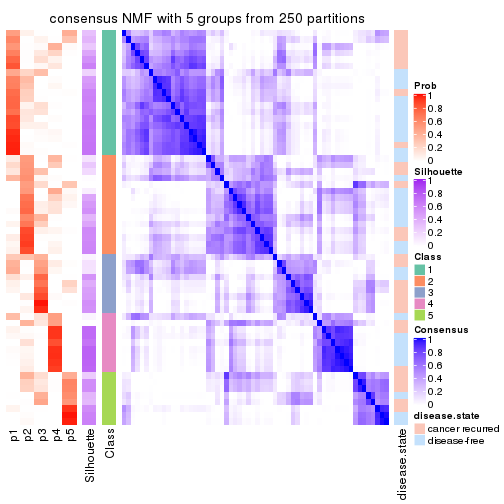 consensus NMF with 5 groups from 250 partitions
p1
p2
p3
p4
p5
Silhouette
Class
disease.state
Prob
1
0.8
0.6
0.4
0.2
0
Silhouette
1
0.8
0.6
0.4
0.2
0
Class
1
2
3
4
5
Consensus
1
0.8
0.6
0.4
0.2
0
disease.state
cancer recurred
disease-free